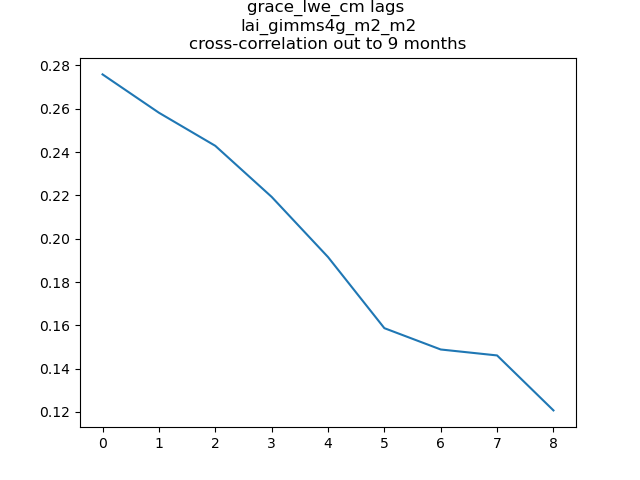 grace_lwe_cm lags
lai_gimms4g_m2_m2
cross-correlation out to 9 months
0.28
0.26
0.24
0.22
0.20
0.18
0.16
0.14
0.12
0 1 2 3 4 5 6 7 8